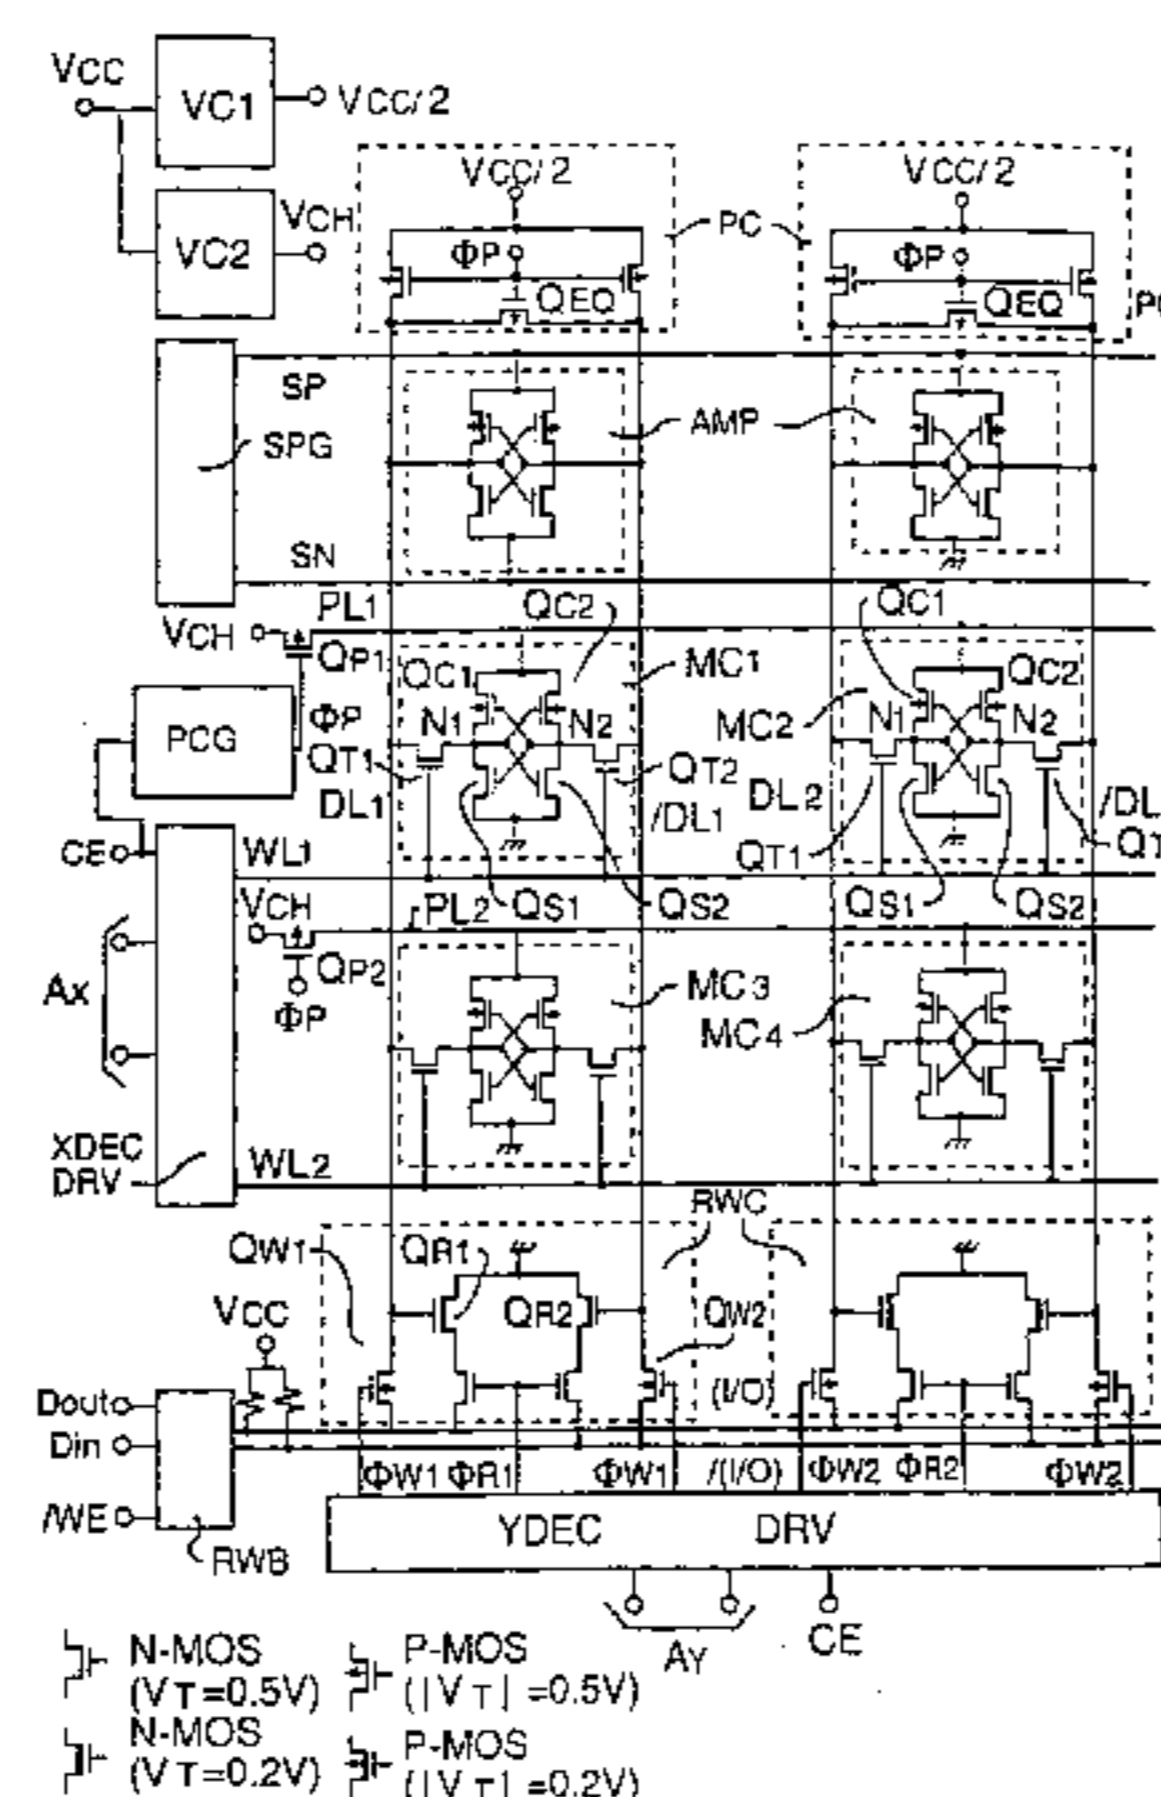 VCC
VC1
VCC/2
VC2
VCH
VCC/2
ΦP
QEQ
PC
VCC/2
ΦP
QEQ
SP
SPG
AMP
SN
PL1
QC2
QC1
VCH
QP1
QC1
MC1
QC2
PCG
ΦP
N1
N2
MC2
N1
N2
QT1
QT2
DL1
/DL1
DL2
/DL
CE
WL1
QT1
VCH
PL2
QS1
QS2
QS1
QS2
AX
QP2
ΦP
MC3
MC4
XDEC
DRV
WL2
RWC
QW1
QR1
VCC
QR2
QW2
Dout
(I/O)
Din
ΦW1
ΦR1
ΦW1
/(I/O)
ΦW2
ΦR2
ΦW2
/WE
YDEC
DRV
RWB
AY
CE
N-MOS
(VT=0.5V)
P-MOS
(|VT|=0.5V)
N-MOS
(VT=0.2V)
P-MOS
(|VT|=0.2V)